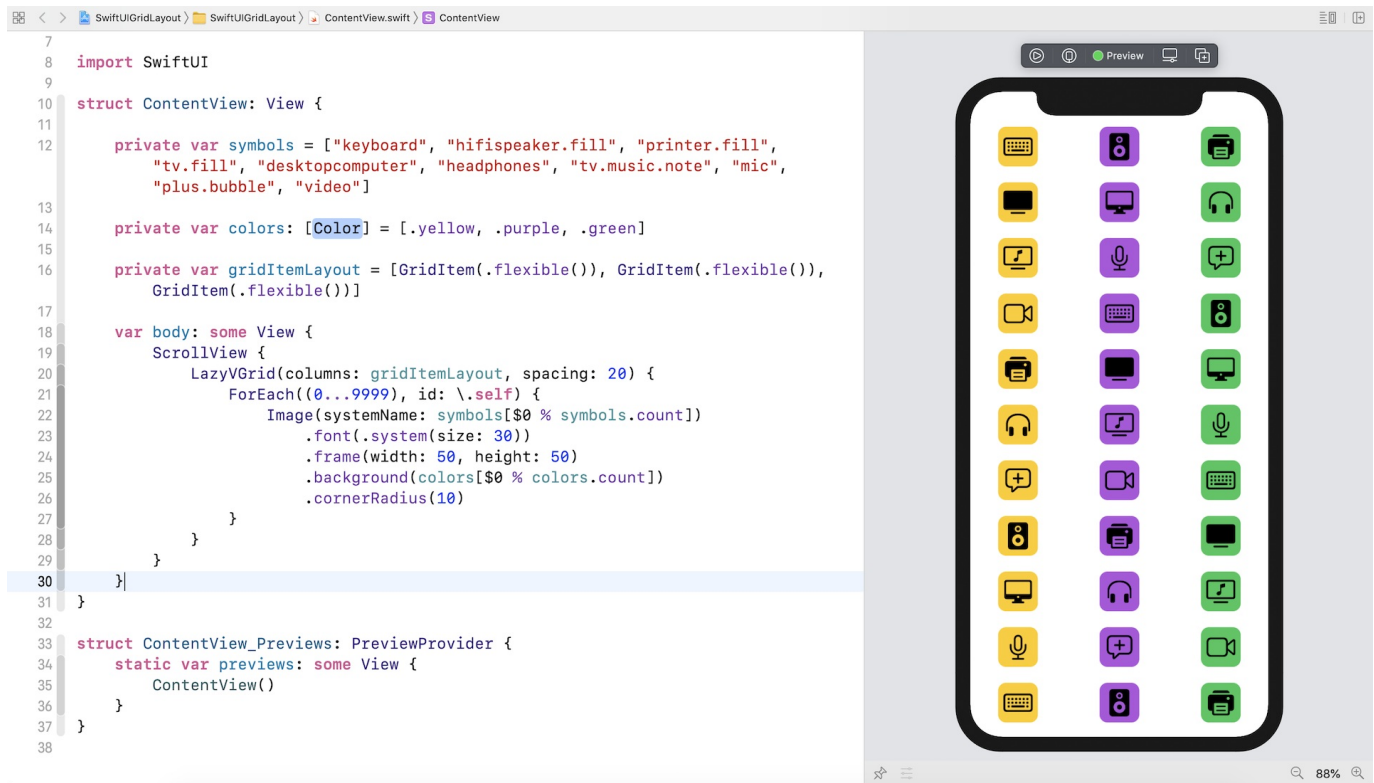 SwiftUIGridLayout 〉 SwiftUIGridLayout 〉 ContentView.swift 〉 S ContentView
7
8 import SwiftUI
9
10 struct ContentView: View {
11
12     private var symbols = ["keyboard", "hifispeaker.fill", "printer.fill",
        "tv.fill", "desktopcomputer", "headphones", "tv.music.note", "mic",
        "plus.bubble", "video"]
13
14     private var colors: [Color] = [.yellow, .purple, .green]
15
16     private var gridItemLayout = [GridItem(.flexible()), GridItem(.flexible()),
        GridItem(.flexible())]
17
18     var body: some View {
19         ScrollView {
20             LazyVGrid(columns: gridItemLayout, spacing: 20) {
21                 ForEach((0...9999), id: \.self) {
22                     Image(systemName: symbols[$0 % symbols.count])
23                         .font(.system(size: 30))
24                         .frame(width: 50, height: 50)
25                         .background(colors[$0 % colors.count])
26                         .cornerRadius(10)
27                 }
28             }
29         }
30     }
31 }
32
33 struct ContentView_Previews: PreviewProvider {
34     static var previews: some View {
35         ContentView()
36     }
37 }
38
Preview
88%